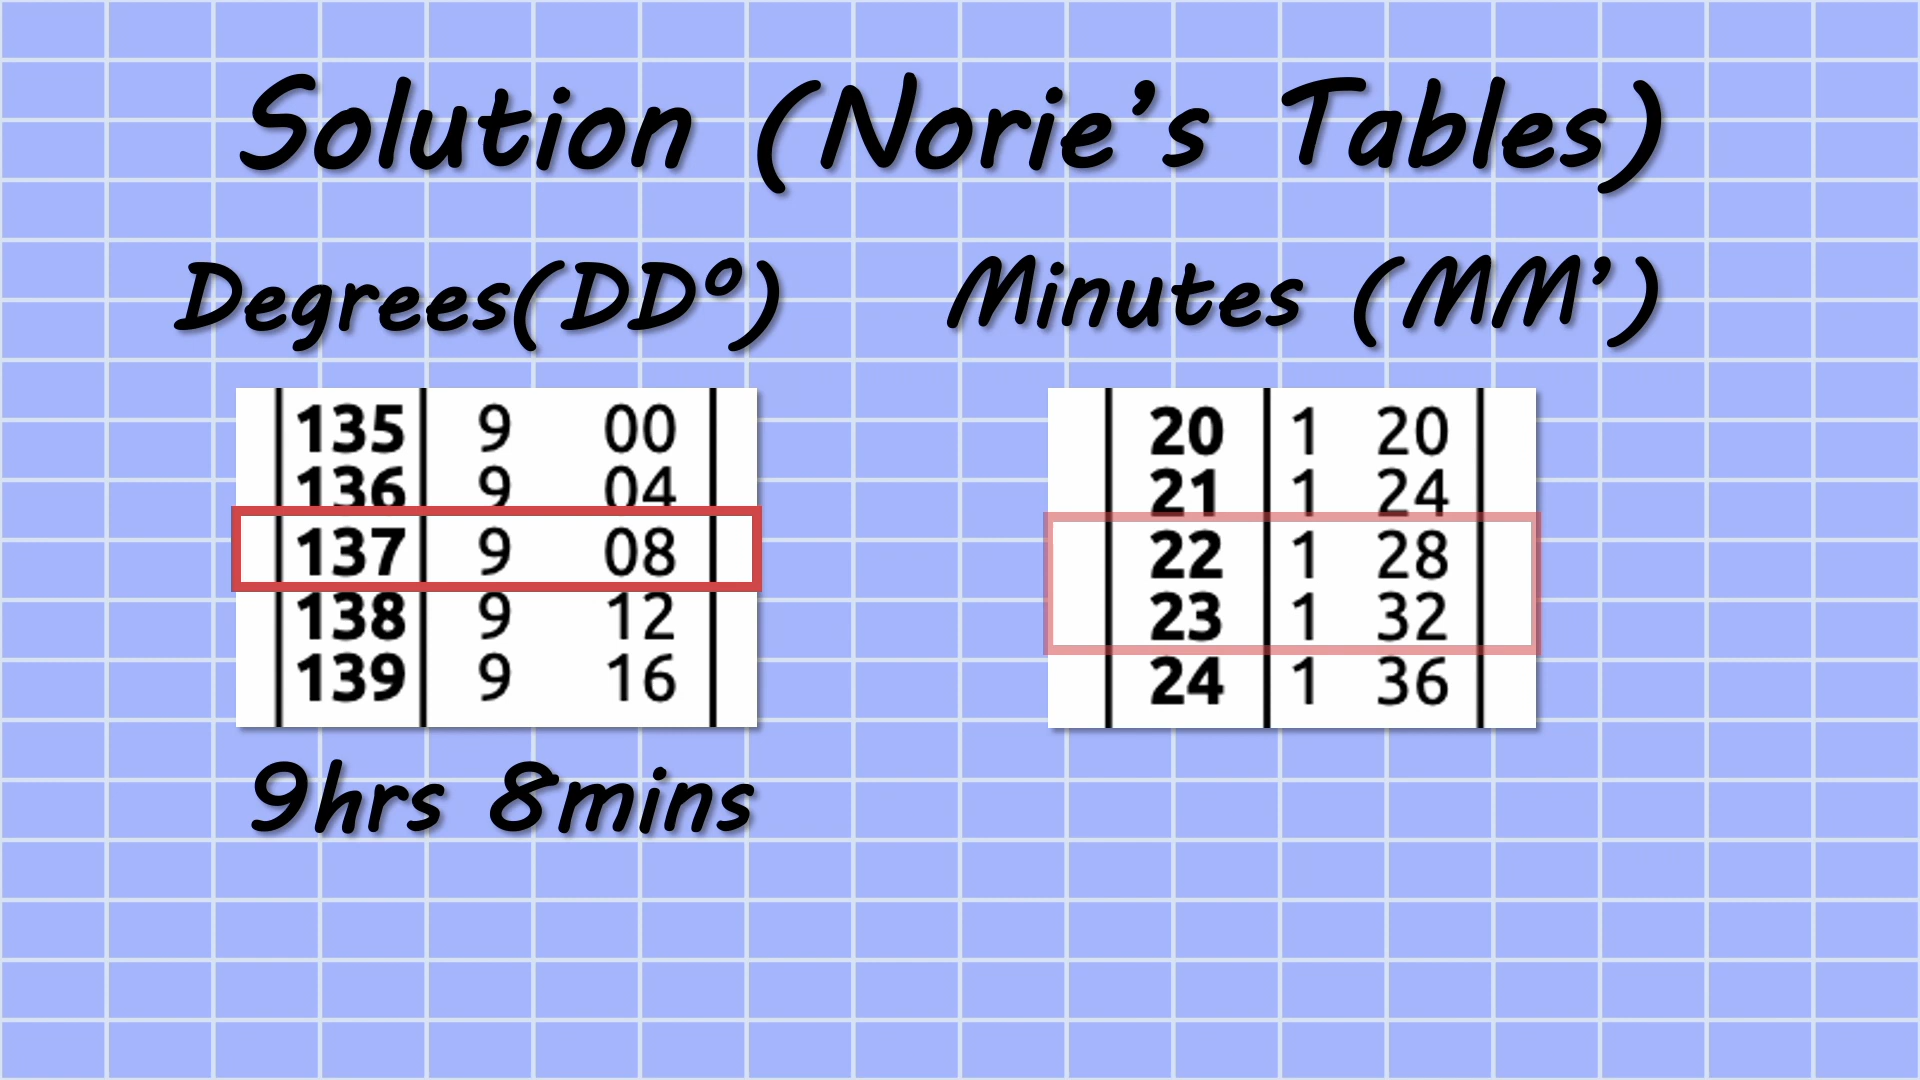 Solution (Norie's Tables)
Degrees(DDº)
Minutes (MM')
135 9 00
136 9 04
137 9 08
138 9 12
139 9 16
20 1 20
21 1 24
22 1 28
23 1 32
24 1 36
9hrs 8mins